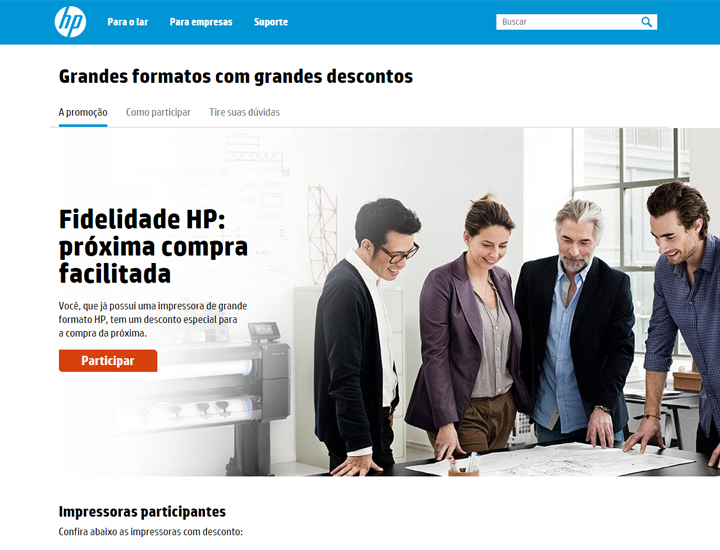 hp
Para o lar
Para empresas
Suporte
Buscar
Grandes formatos com grandes descontos
A promoção
Como participar
Tire suas dúvidas
Fidelidade HP:
próxima compra
facilitada
Você, que já possui uma impressora de grande
formato HP, tem um desconto especial para
a compra da próxima.
Participar
Impressoras participantes
Confira abaixo as impressoras com desconto: